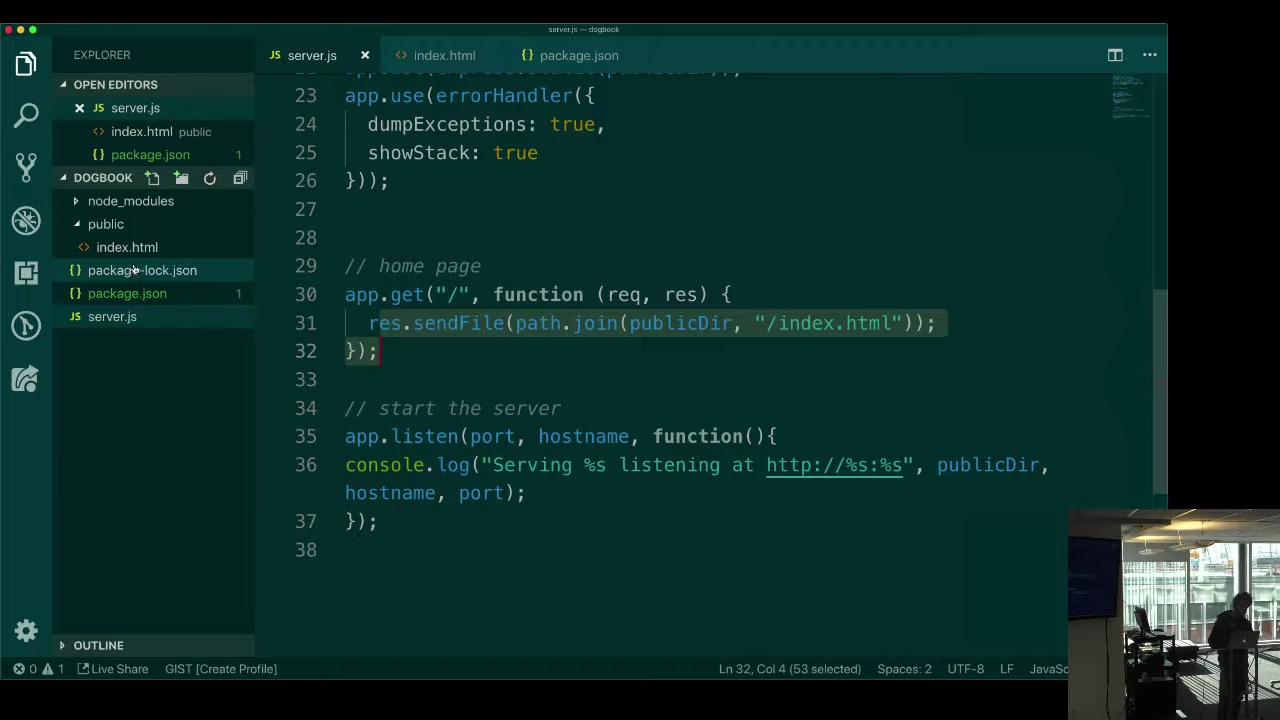 server.js — dogbook
EXPLORER
JS server.js ×
<> index.html
{} package.json
OPEN EDITORS
× JS server.js
<> index.html public
{} package.json 1
DOGBOOK
node_modules
public
<> index.html
{} package-lock.json
{} package.json 1
JS server.js
OUTLINE
23 app.use(errorHandler({
24 dumpExceptions: true,
25 showStack: true
26 }));
27
28
29 // home page
30 app.get("/", function (req, res) {
31 res.sendFile(path.join(publicDir, "/index.html"));
32 });
33
34 // start the server
35 app.listen(port, hostname, function(){
36 console.log("Serving %s listening at http://%s:%s", publicDir,
hostname, port);
37 });
38
0 1 Live Share GIST [Create Profile] Ln 32, Col 4 (53 selected) Spaces: 2 UTF-8 LF